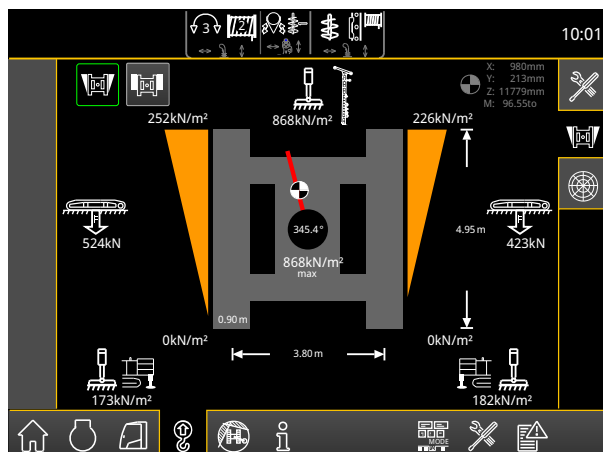 3 2 10:01
X: 980mm
Y: 213mm
Z: 11779mm
M: 96.55to
252kN/m² 868kN/m² 226kN/m²
524kN 345.4° 4.95 m 423kN
868kN/m²
max
0.90 m
0kN/m² 0kN/m²
3.80 m
173kN/m² 182kN/m²
MODE